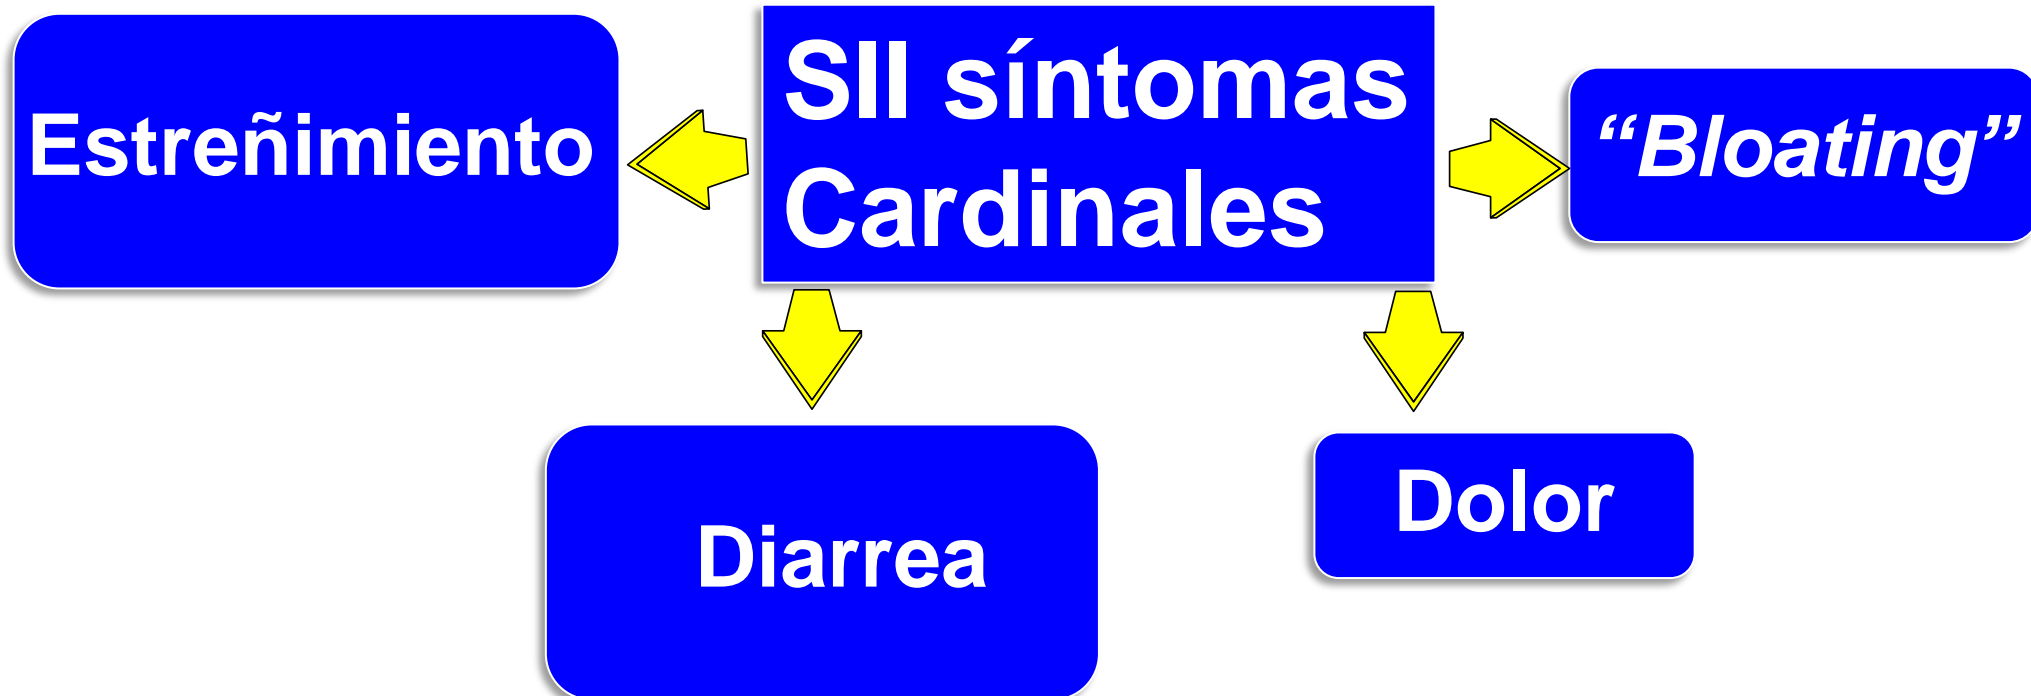 SII síntomas
Cardinales
Estreñimiento
“Bloating”
Diarrea
Dolor